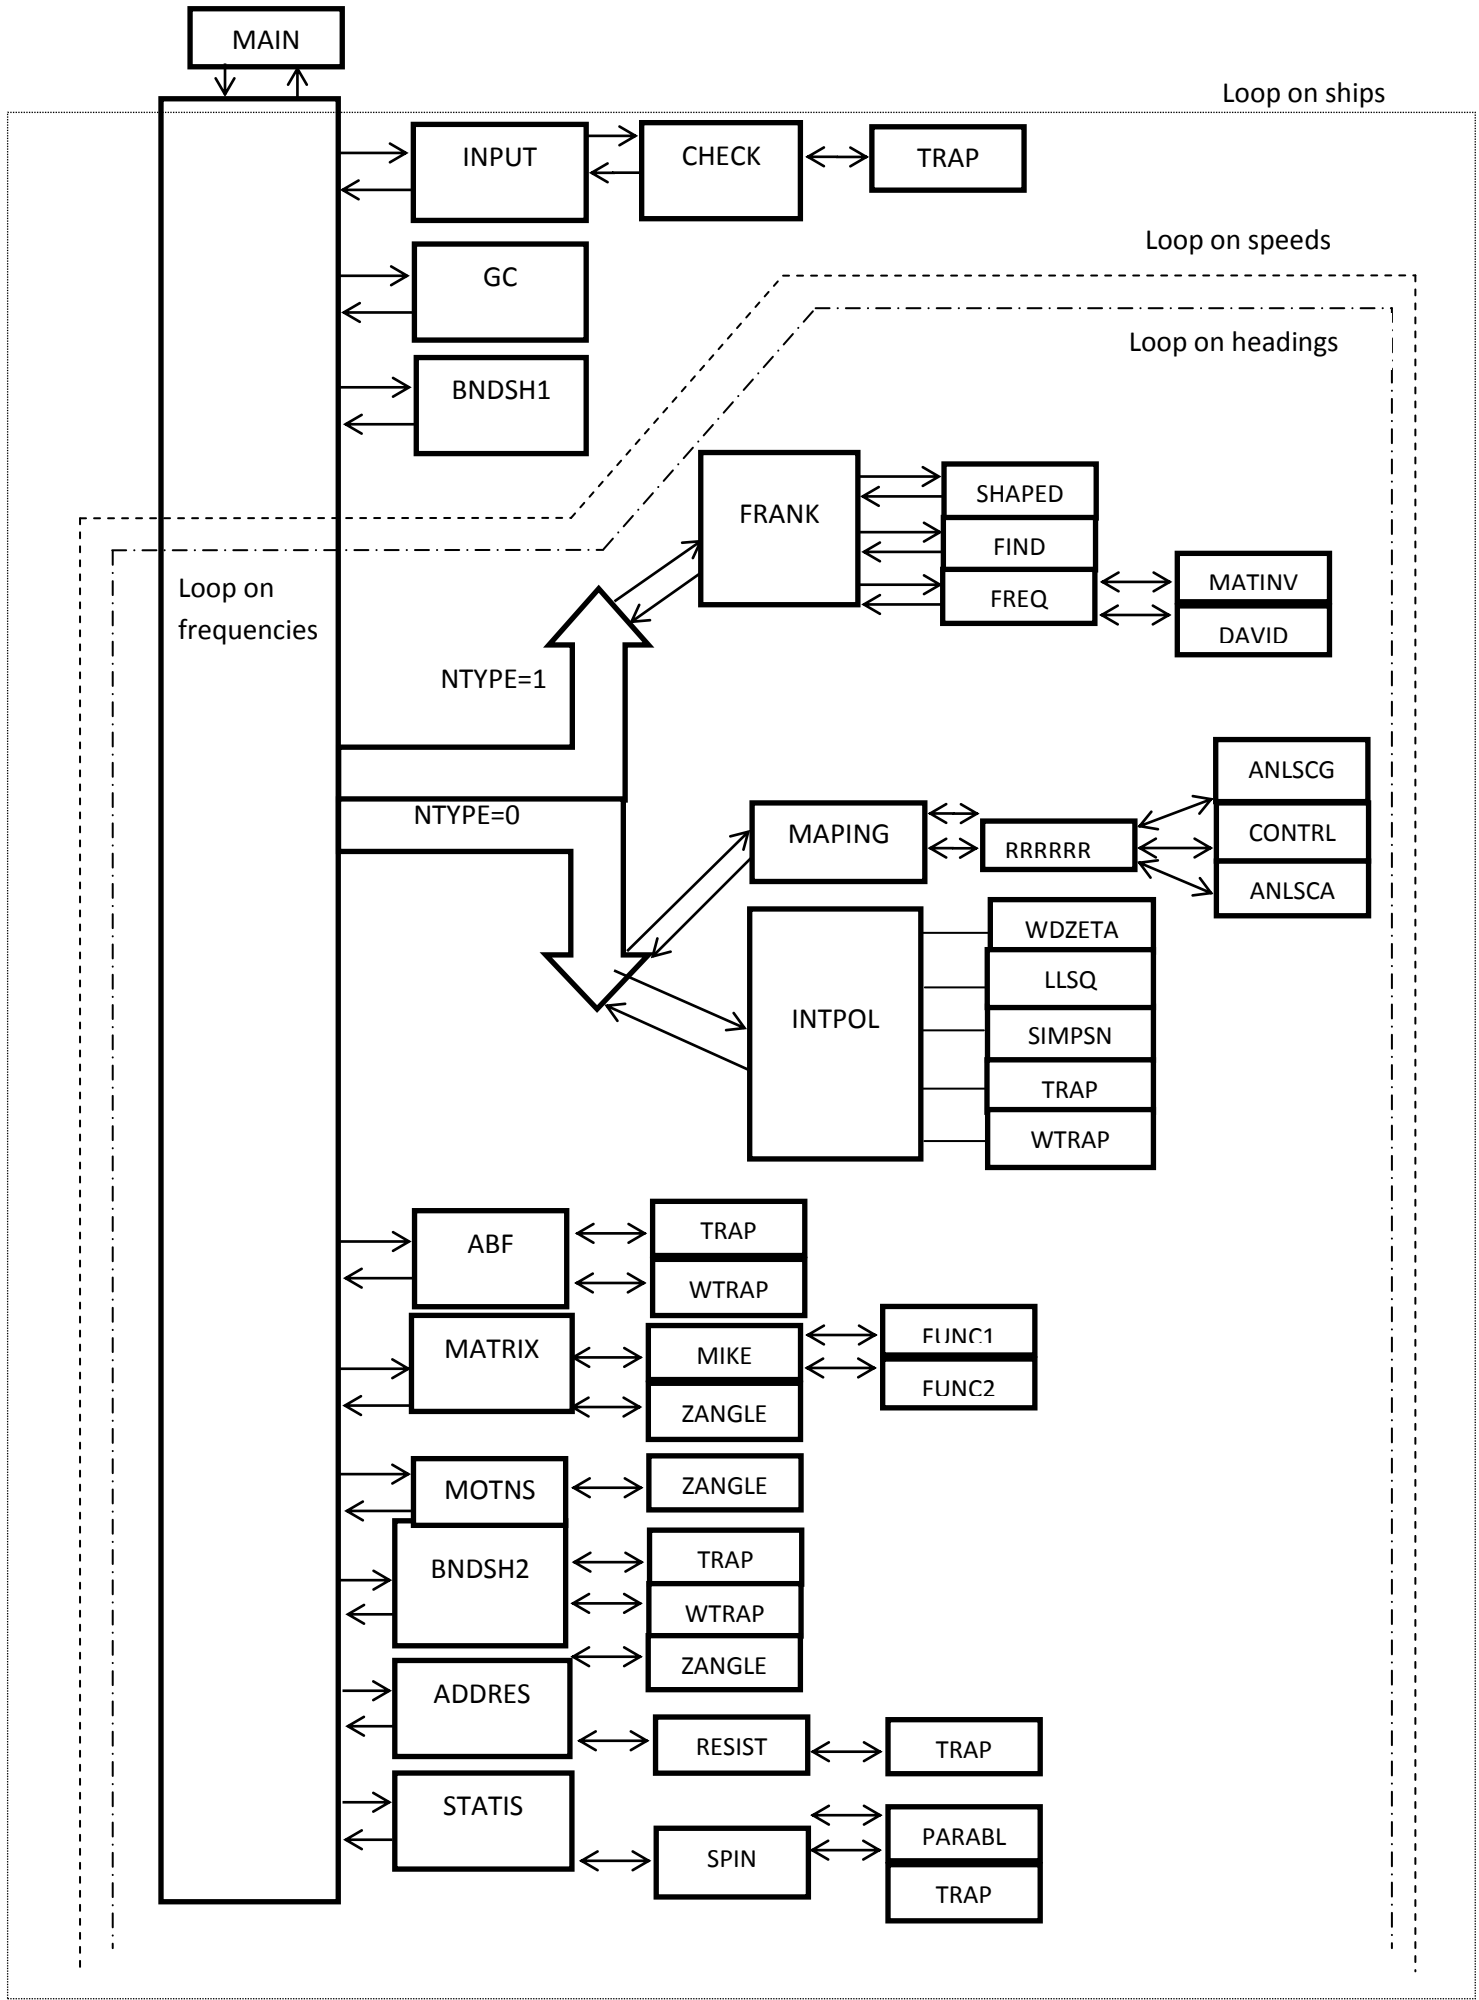 MAIN
Loop on ships
INPUT
CHECK
TRAP
Loop on speeds
GC
Loop on headings
BNDSH1
FRANK
SHAPED
FIND
FREQ
MATINV
DAVID
Loop on
frequencies
NTYPE=1
NTYPE=0
MAPING
RRRRRR
ANLSCG
CONTRL
ANLSCA
INTPOL
WDZETA
LLSQ
SIMPSN
TRAP
WTRAP
ABF
TRAP
WTRAP
MATRIX
MIKE
ZANGLE
FUNC1
FUNC2
MOTNS
ZANGLE
BNDSH2
TRAP
WTRAP
ZANGLE
ADDRES
RESIST
TRAP
STATIS
SPIN
PARABL
TRAP